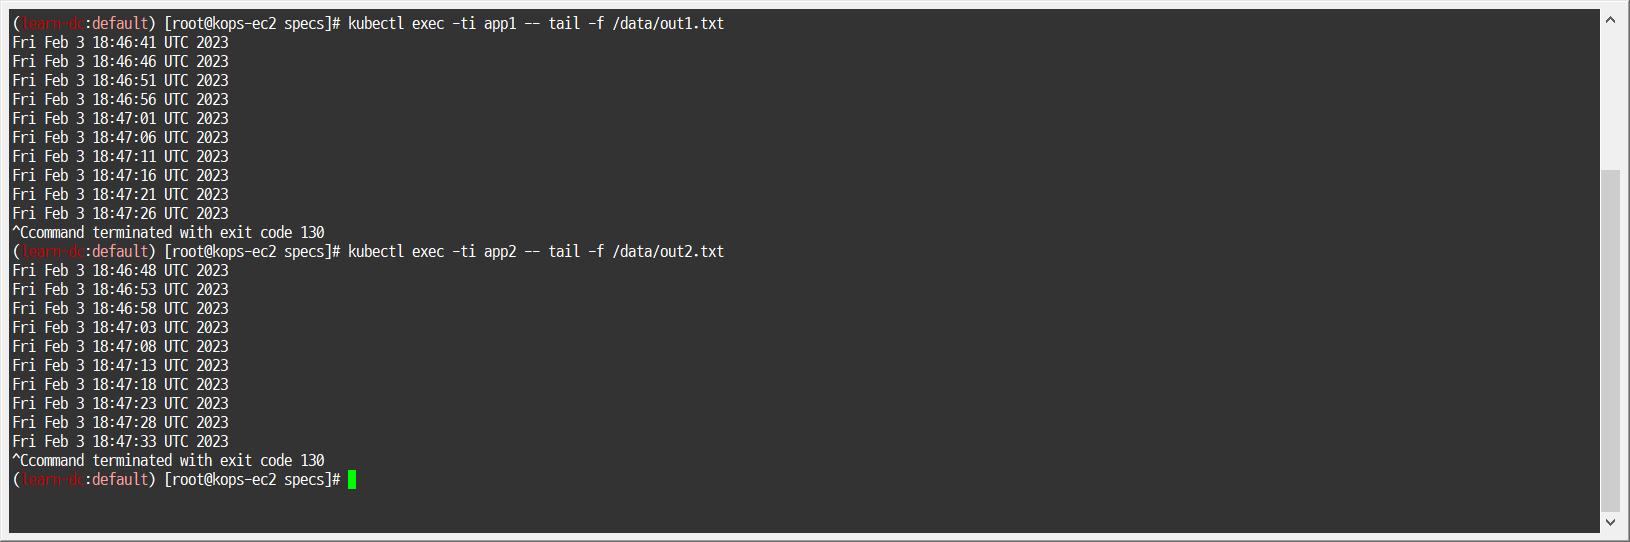 (learn-dc:default) [root@kops-ec2 specs]# kubectl exec -ti app1 -- tail -f /data/out1.txt
Fri Feb 3 18:46:41 UTC 2023
Fri Feb 3 18:46:46 UTC 2023
Fri Feb 3 18:46:51 UTC 2023
Fri Feb 3 18:46:56 UTC 2023
Fri Feb 3 18:47:01 UTC 2023
Fri Feb 3 18:47:06 UTC 2023
Fri Feb 3 18:47:11 UTC 2023
Fri Feb 3 18:47:16 UTC 2023
Fri Feb 3 18:47:21 UTC 2023
Fri Feb 3 18:47:26 UTC 2023
^Ccommand terminated with exit code 130
(learn-dc:default) [root@kops-ec2 specs]# kubectl exec -ti app2 -- tail -f /data/out2.txt
Fri Feb 3 18:46:48 UTC 2023
Fri Feb 3 18:46:53 UTC 2023
Fri Feb 3 18:46:58 UTC 2023
Fri Feb 3 18:47:03 UTC 2023
Fri Feb 3 18:47:08 UTC 2023
Fri Feb 3 18:47:13 UTC 2023
Fri Feb 3 18:47:18 UTC 2023
Fri Feb 3 18:47:23 UTC 2023
Fri Feb 3 18:47:28 UTC 2023
Fri Feb 3 18:47:33 UTC 2023
^Ccommand terminated with exit code 130
(learn-dc:default) [root@kops-ec2 specs]#